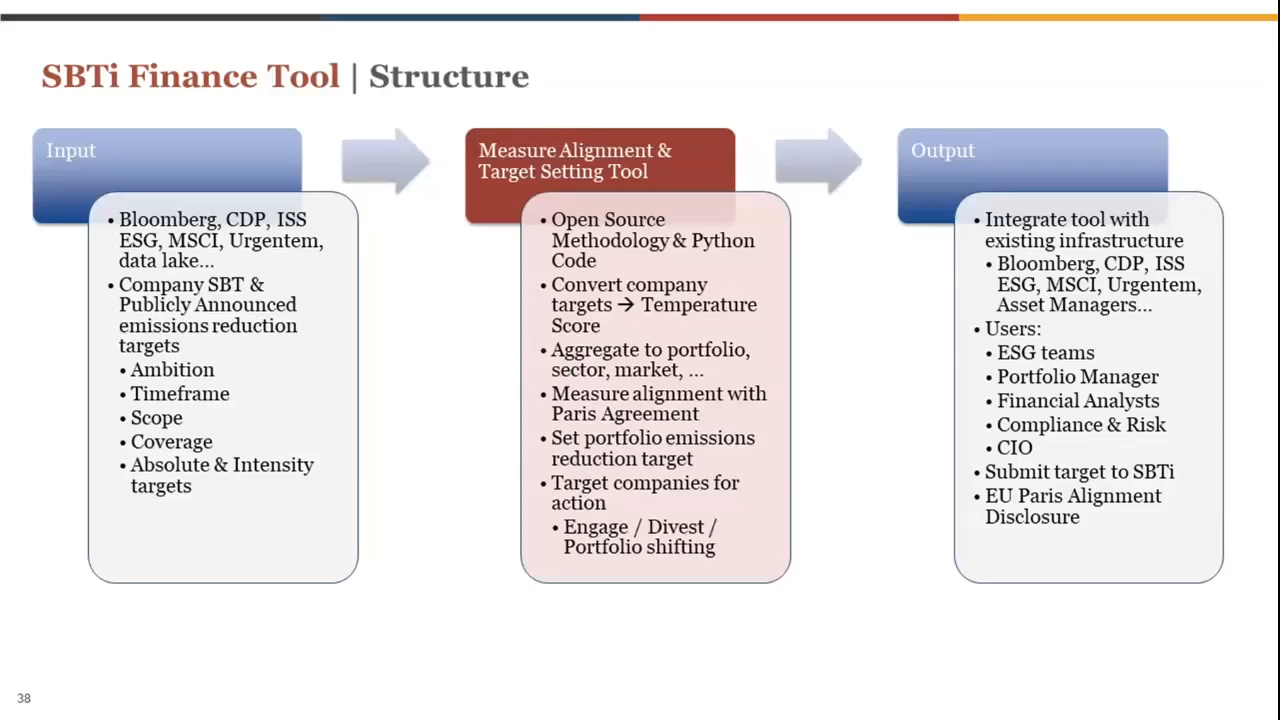 SBTi Finance Tool | Structure
Input
• Bloomberg, CDP, ISS
ESG, MSCI, Urgentem,
data lake...
• Company SBT &
Publicly Announced
emissions reduction
targets
• Ambition
• Timeframe
• Scope
• Coverage
• Absolute & Intensity
targets
Measure Alignment &
Target Setting Tool
• Open Source
Methodology & Python
Code
• Convert company
targets → Temperature
Score
• Aggregate to portfolio,
sector, market, ...
• Measure alignment with
Paris Agreement
• Set portfolio emissions
reduction target
• Target companies for
action
• Engage / Divest /
Portfolio shifting
Output
• Integrate tool with
existing infrastructure
• Bloomberg, CDP, ISS
ESG, MSCI, Urgentem,
Asset Managers...
• Users:
• ESG teams
• Portfolio Manager
• Financial Analysts
• Compliance & Risk
• CIO
• Submit target to SBTi
• EU Paris Alignment
Disclosure
38